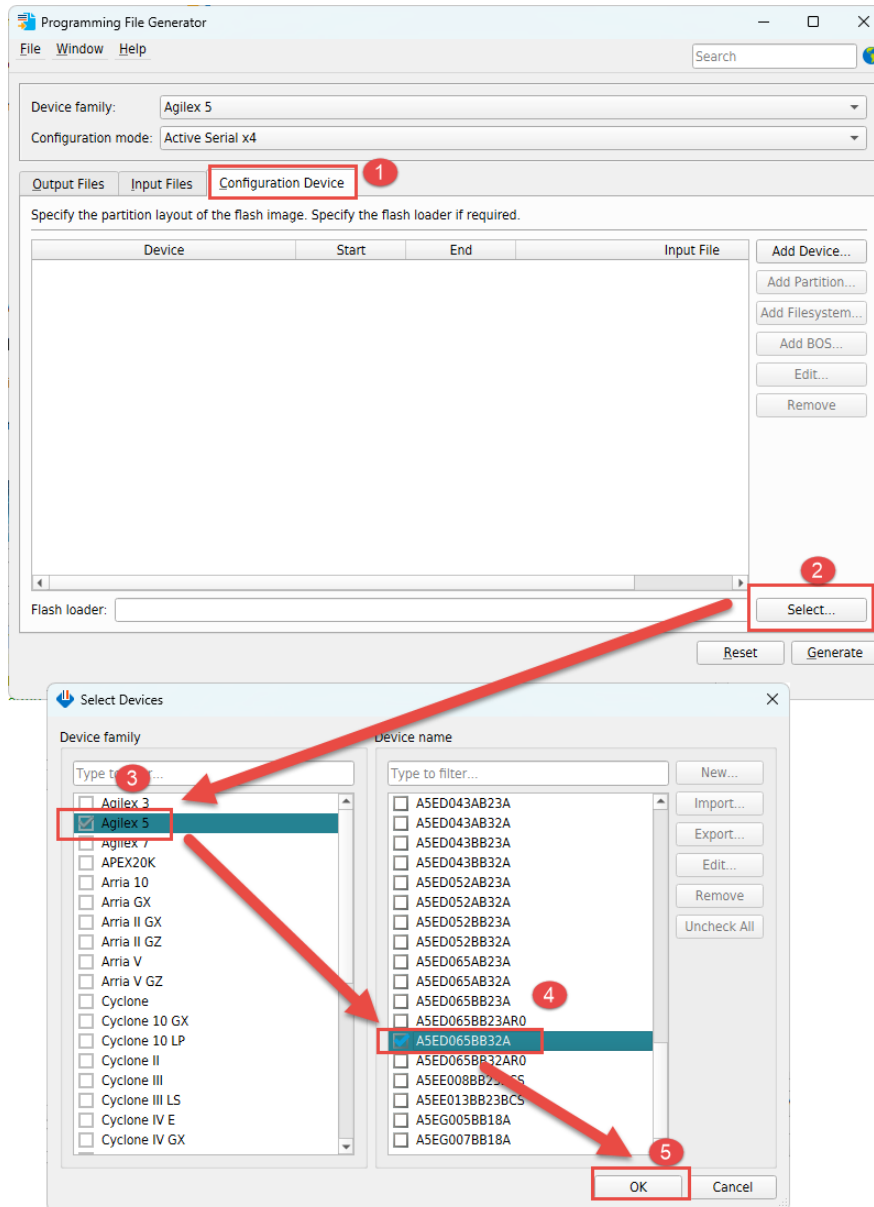 Programming File Generator
File Window Help
Search
Device family: Agilex 5
Configuration mode: Active Serial x4
1
Output Files Input Files Configuration Device
Specify the partition layout of the flash image. Specify the flash loader if required.
Device Start End Input File
Add Device...
Add Partition...
Add Filesystem...
Add BOS...
Edit...
Remove
2
Flash loader: Select...
Reset Generate
Select Devices
Device family
Type to ...
3
Agilex 3
Agilex 5
Agilex 7
APEX20K
Arria 10
Arria GX
Arria II GX
Arria II GZ
Arria V
Arria V GZ
Cyclone
Cyclone 10 GX
Cyclone 10 LP
Cyclone II
Cyclone III
Cyclone III LS
Cyclone IV E
Cyclone IV GX
Device name
Type to filter...
A5ED043AB23A
A5ED043AB32A
A5ED043BB23A
A5ED043BB32A
A5ED052AB23A
A5ED052AB32A
A5ED052BB23A
A5ED052BB32A
A5ED065AB23A
A5ED065AB32A
A5ED065BB23A
4
A5ED065BB23AR0
A5ED065BB32A
A5ED065BB32AR0
A5EE013BB23BCS
A5EG005BB18A
A5EG007BB18A
New...
Import...
Export...
Edit...
Remove
Uncheck All
5
OK Cancel